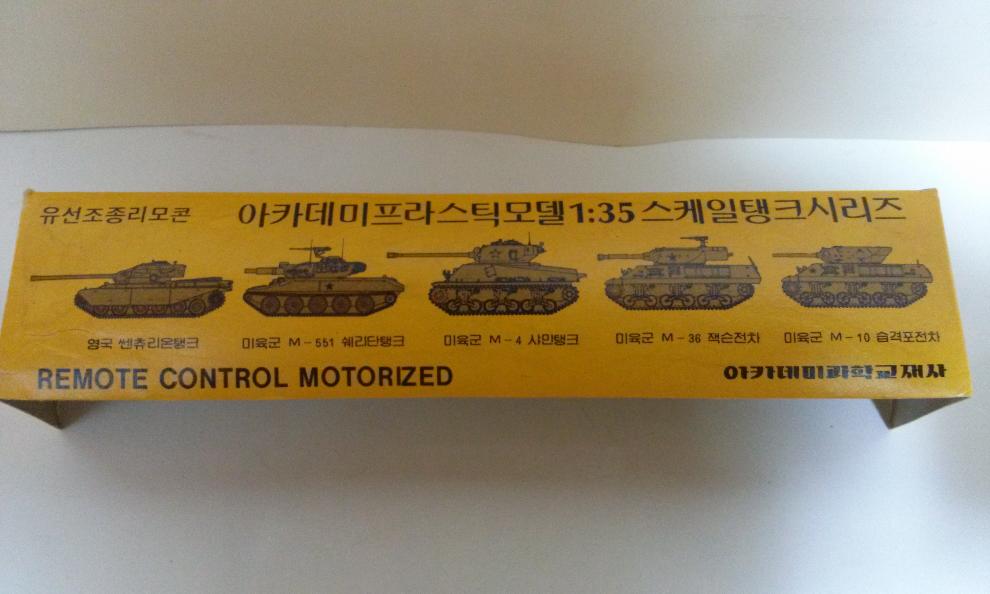 유선조종리모콘
아카데미프라스틱모델 1:35 스케일탱크시리즈
영국 쎈츄리온탱크
미육군 M-551 쉐리단탱크
미육군 M-4 샤만탱크
미육군 M-36 잭슨전차
미육군 M-10 습격포전차
REMOTE CONTROL MOTORIZED
아카데미과학교재사